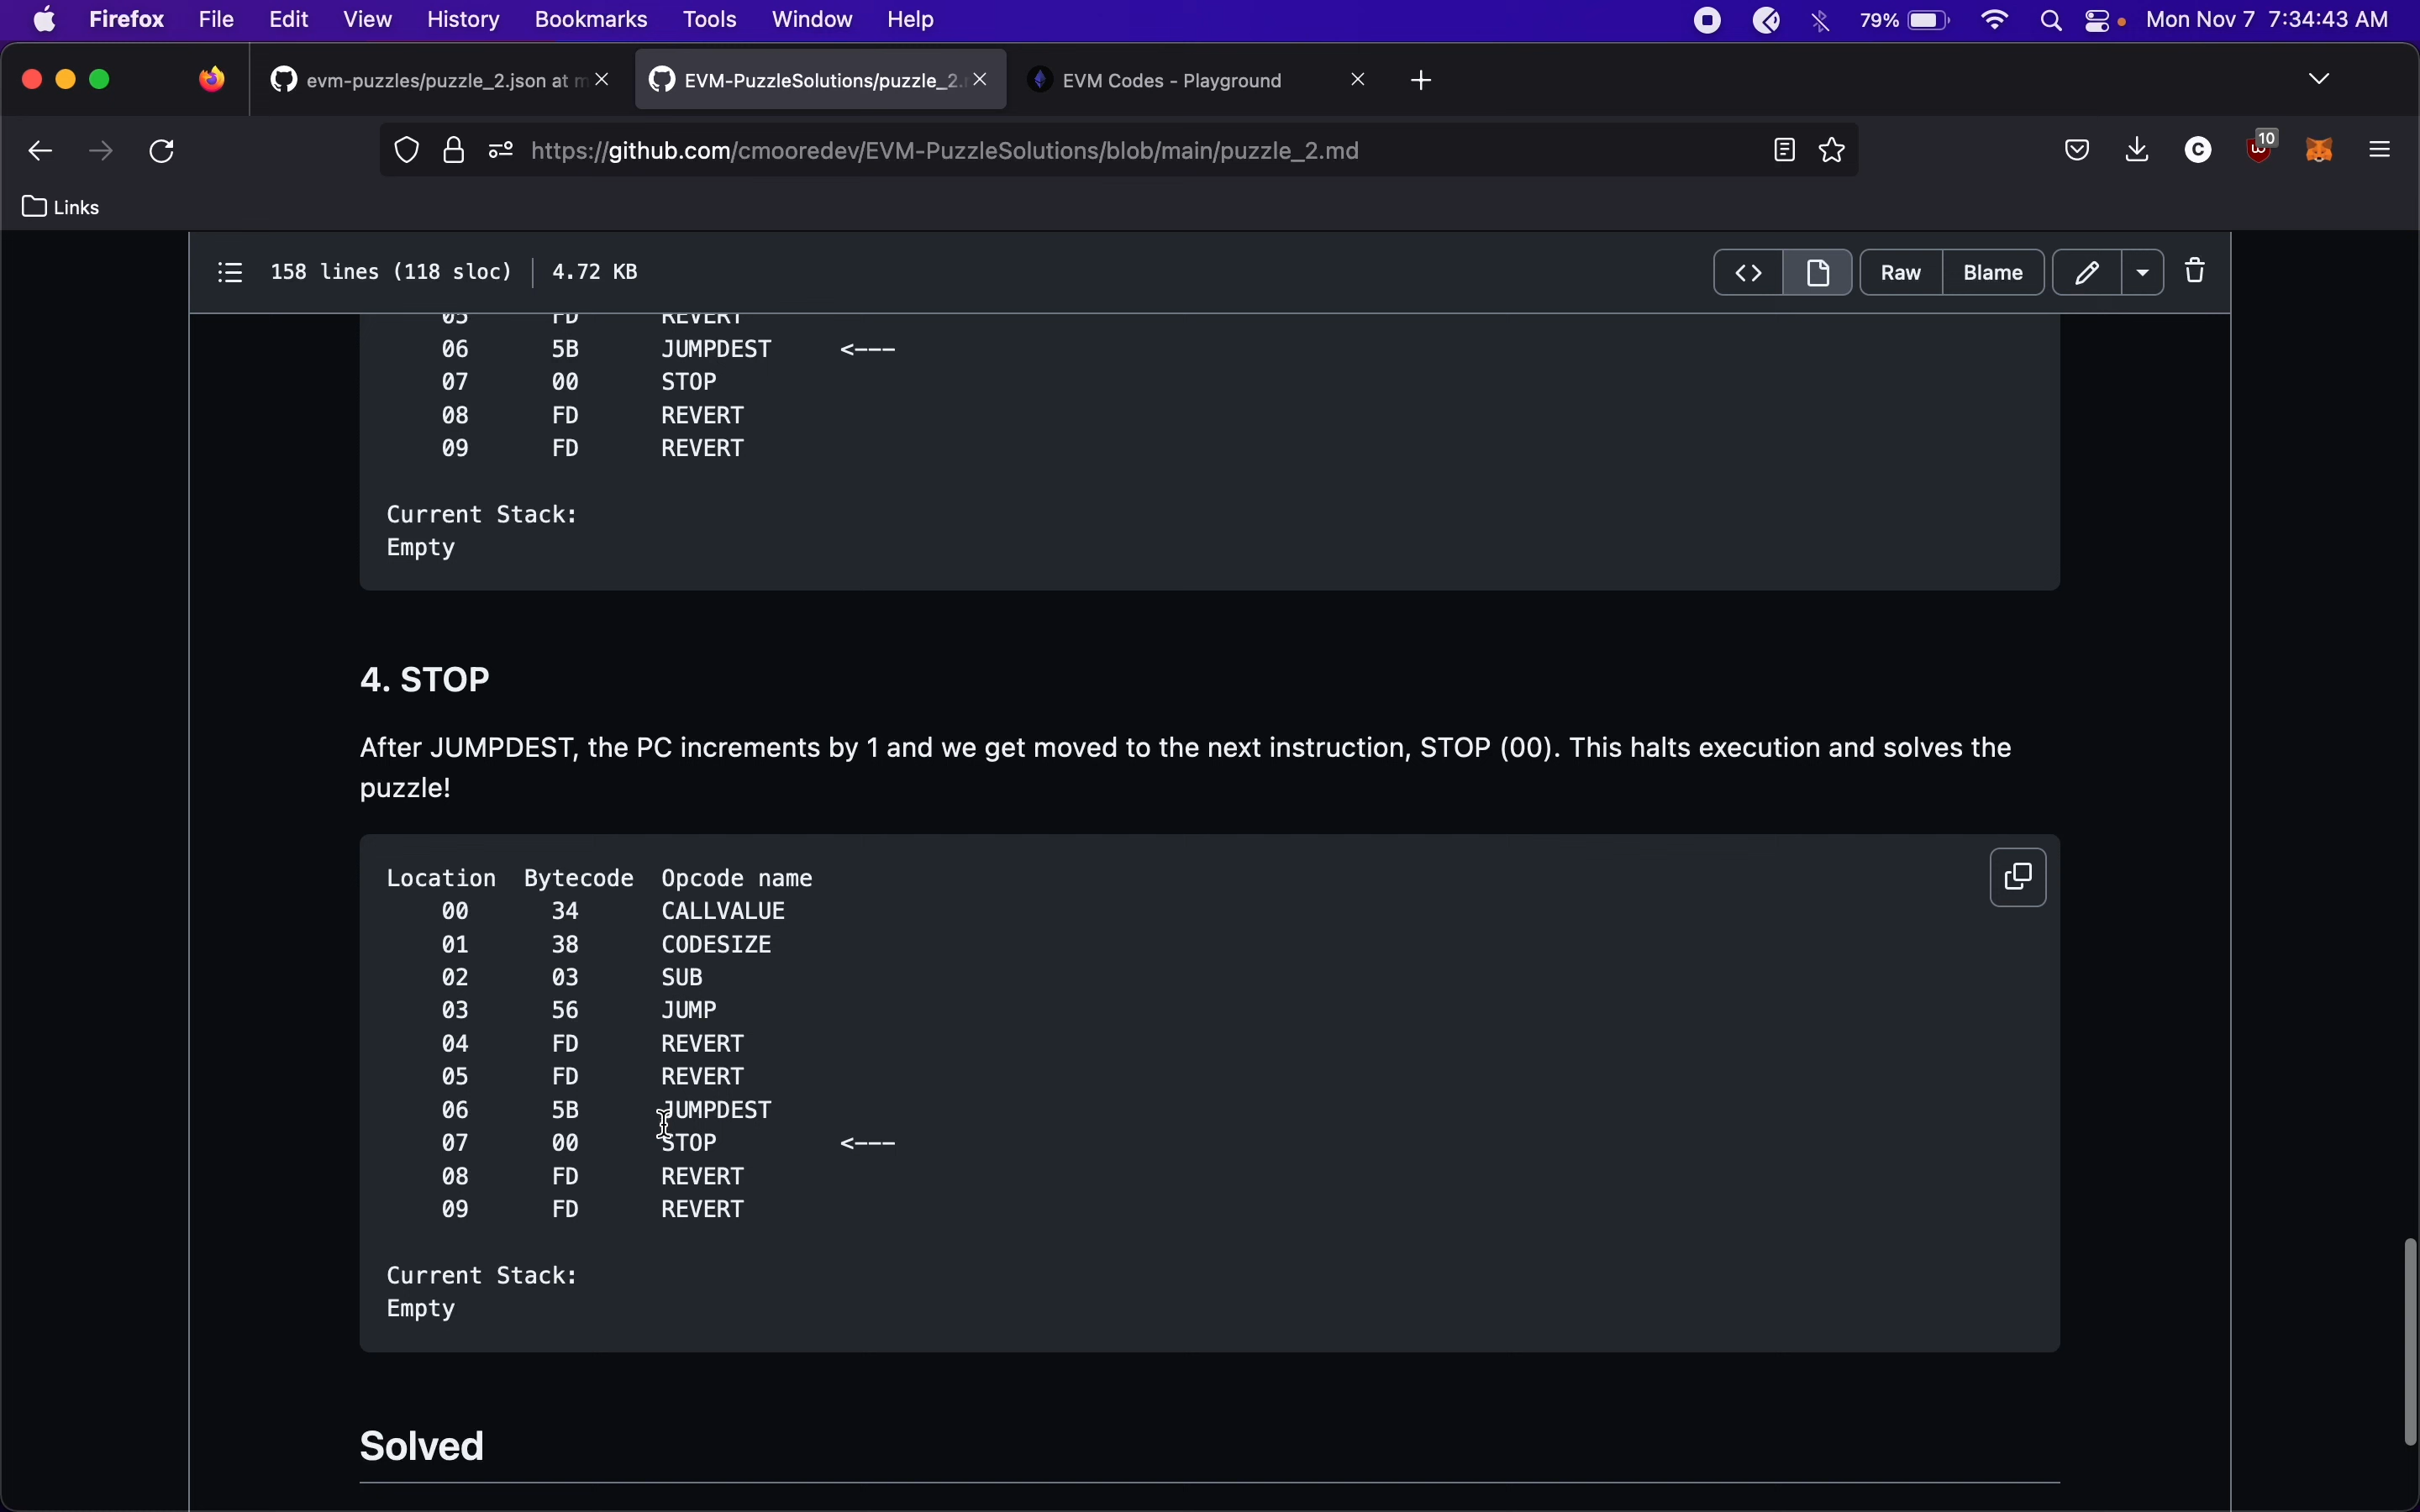 Firefox File Edit View History Bookmarks Tools Window Help 79% Mon Nov 7 7:34:43 AM
evm-puzzles/puzzle_2.json at m EVM-PuzzleSolutions/puzzle_2. EVM Codes - Playground
https://github.com/cmooredev/EVM-PuzzleSolutions/blob/main/puzzle_2.md 10
Links
158 lines (118 sloc) 4.72 KB Raw Blame
05 FD REVERT
06 5B JUMPDEST <---
07 00 STOP
08 FD REVERT
09 FD REVERT
Current Stack:
Empty
4. STOP
After JUMPDEST, the PC increments by 1 and we get moved to the next instruction, STOP (00). This halts execution and solves the
puzzle!
Location Bytecode Opcode name
00 34 CALLVALUE
01 38 CODESIZE
02 03 SUB
03 56 JUMP
04 FD REVERT
05 FD REVERT
06 5B JUMPDEST
07 00 STOP <---
08 FD REVERT
09 FD REVERT
Current Stack:
Empty
Solved